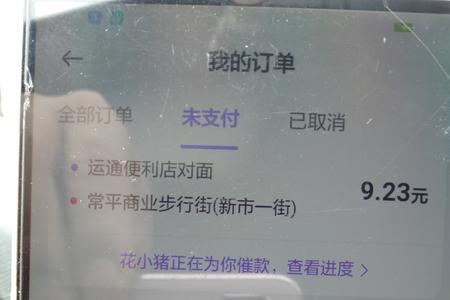 我的订单
全部订单 未支付 已取消
运通便利店对面
常平商业步行街(新市一街) 9.23元
花小猪正在为你催款，查看进度 >